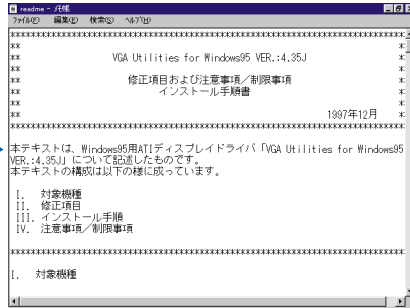 readme - メモ帳
ファイル(F) 編集(E) 検索(S) ヘルプ(H)
**********************************************************************
** *
** VGA Utilities for Windows95 VER.:4.35J *
** *
** 修正項目および注意事項/制限事項 *
** インストール手順書 *
** *
** 1997年12月 *
**********************************************************************
本テキストは、Windows95用ATIディスプレイドライバ「VGA Utilities for Windows95
VER.:4.35J」について記述したものです。
本テキストの構成は以下の様に成っています。
I. 対象機種
II. 修正項目
III. インストール手順
IV. 注意事項/制限事項
**********************************************************************
I. 対象機種